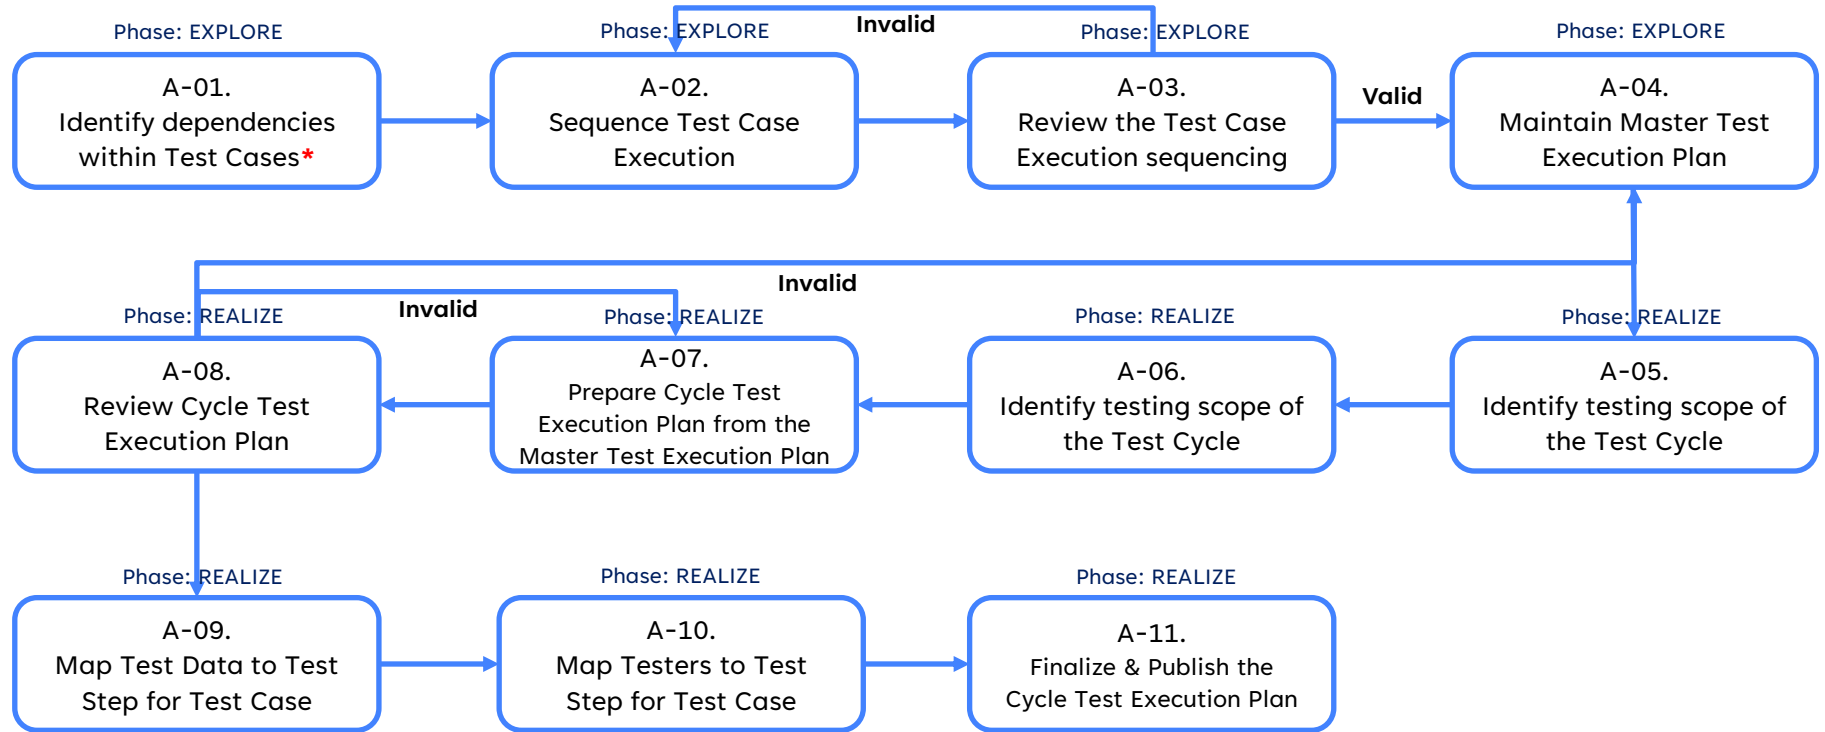 Invalid
Phase: EXPLORE
Phase: EXPLORE
Phase: EXPLORE
Phase: EXPLORE
A-01.
Identify dependencies
within Test Cases*
A-02.
Sequence Test Case
Execution
A-03.
Review the Test Case
Execution sequencing
Valid
A-04.
Maintain Master Test
Execution Plan
Invalid
Invalid
Phase: REALIZE
Phase: REALIZE
Phase: REALIZE
Phase: REALIZE
A-08.
Review Cycle Test
Execution Plan
A-07.
Prepare Cycle Test
Execution Plan from the
Master Test Execution Plan
A-06.
Identify testing scope of
the Test Cycle
A-05.
Identify testing scope of
the Test Cycle
Phase: REALIZE
Phase: REALIZE
Phase: REALIZE
A-09.
Map Test Data to Test
Step for Test Case
A-10.
Map Testers to Test
Step for Test Case
A-11.
Finalize & Publish the
Cycle Test Execution Plan